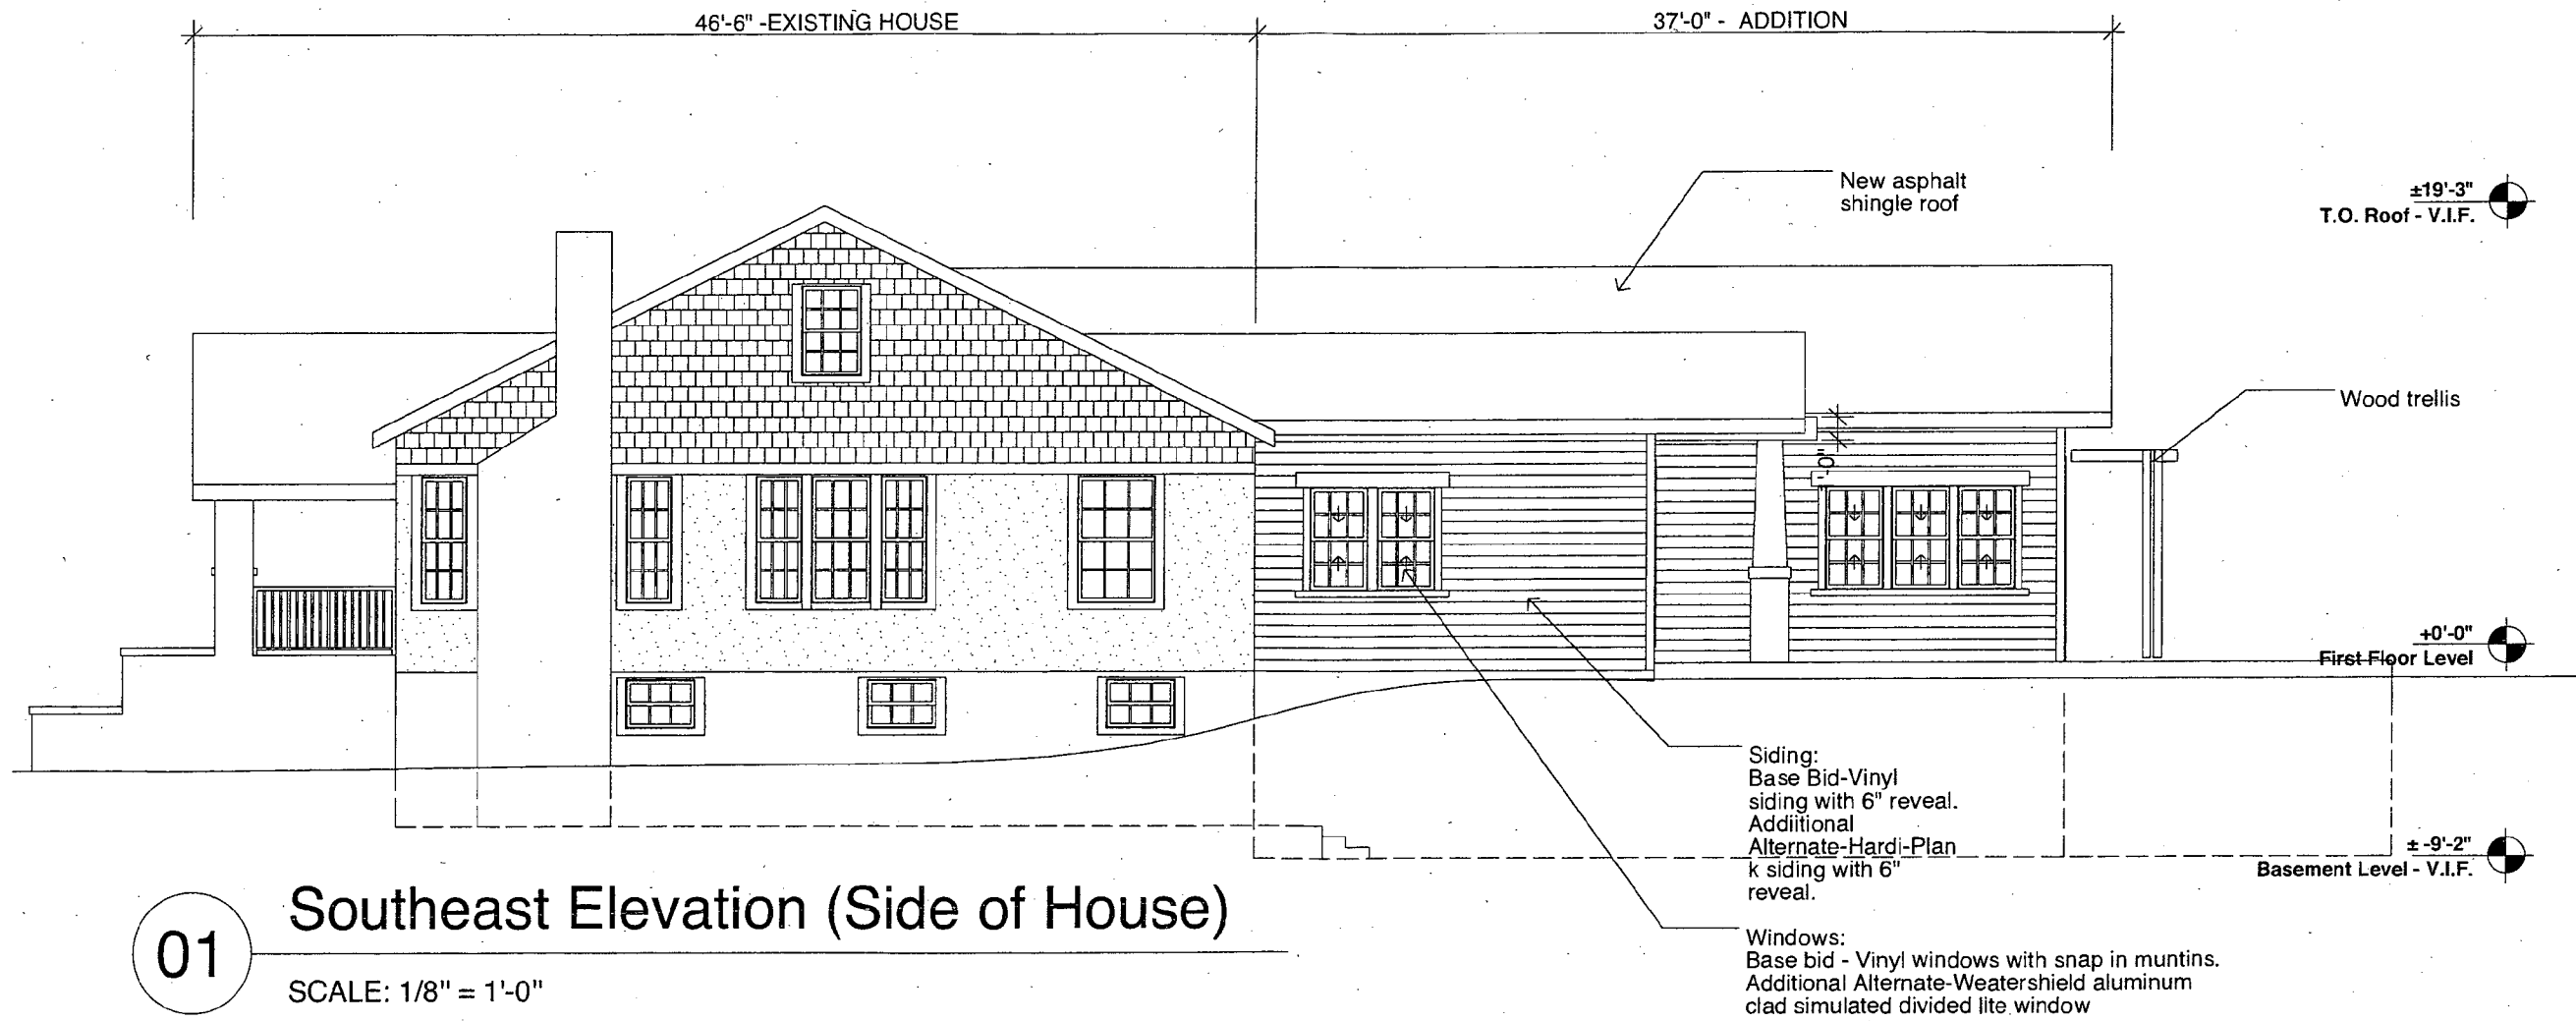 46'-6" -EXISTING HOUSE
37'-0" - ADDITION
New asphalt
shingle roof
±19'-3"
T.O. Roof - V.I.F.
Wood trellis
+0'-0"
First Floor Level
Siding:
Base Bid-Vinyl
siding with 6" reveal.
Addiitional
Alternate-Hardi-Plan
k siding with 6"
reveal.
± -9'-2"
Basement Level - V.I.F.
Windows:
Base bid - Vinyl windows with snap in muntins.
Additional Alternate-Weatershield aluminum
clad simulated divided lite window
01
Southeast Elevation (Side of House)
SCALE: 1/8" = 1'-0"